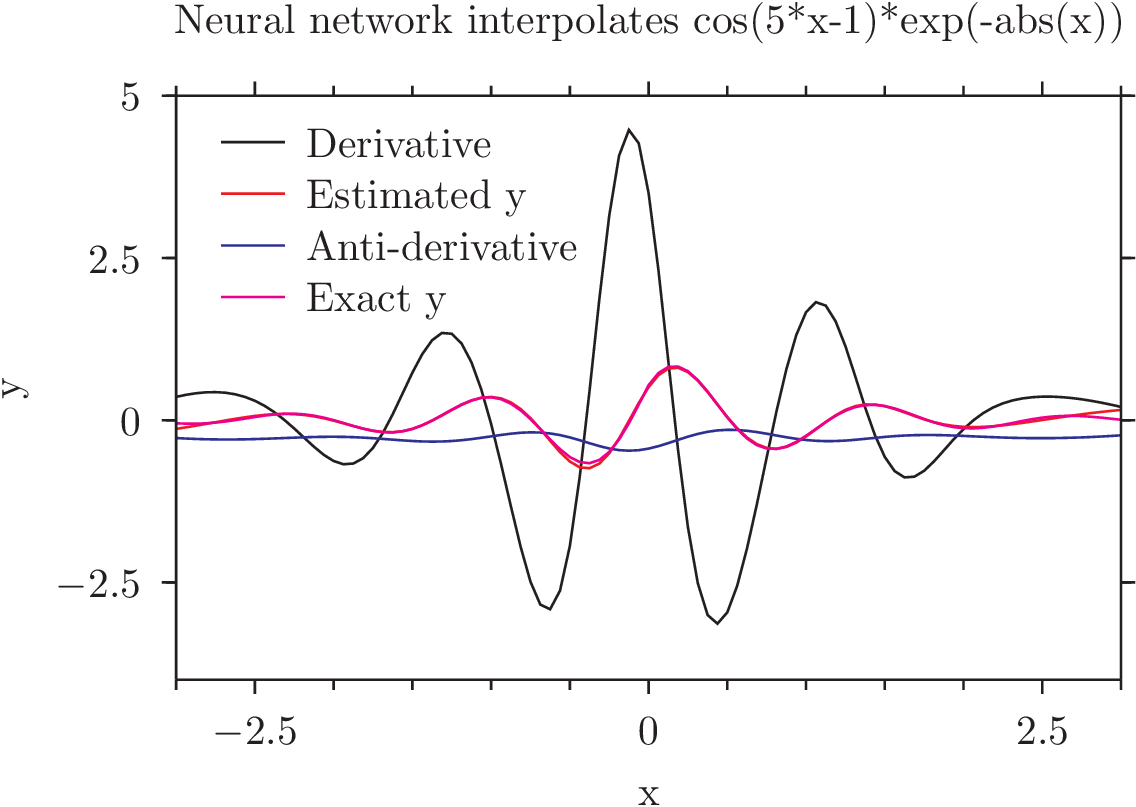 Neural network interpolates cos(5*x-1)*exp(-abs(x))
5
Derivative
Estimated y
2.5
Anti-derivative
Exact y
y
0
−2.5
−2.5
0
2.5
x